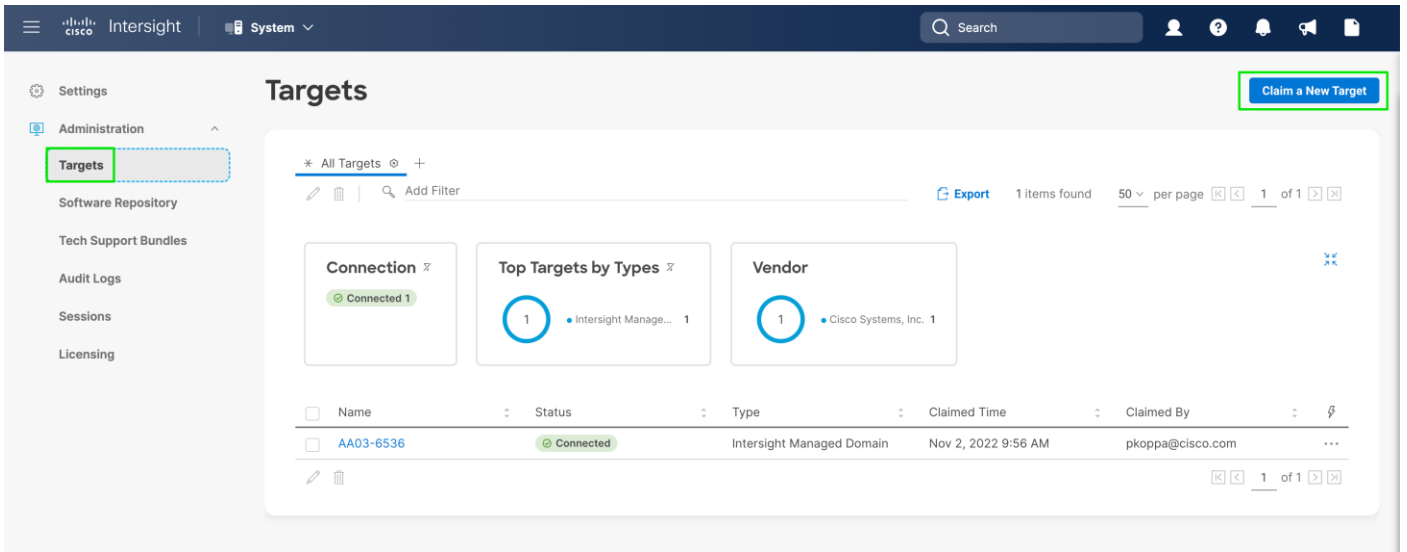 cisco Intersight System Search
Settings
Administration
Targets
Software Repository
Tech Support Bundles
Audit Logs
Sessions
Licensing
Targets
Claim a New Target
All Targets
Add Filter
Export 1 items found 50 per page 1 of 1
Connection
Connected 1
Top Targets by Types
1 Intersight Manage... 1
Vendor
1 Cisco Systems, Inc. 1
Name Status Type Claimed Time Claimed By
AA03-6536 Connected Intersight Managed Domain Nov 2, 2022 9:56 AM pkoppa@cisco.com ...
1 of 1